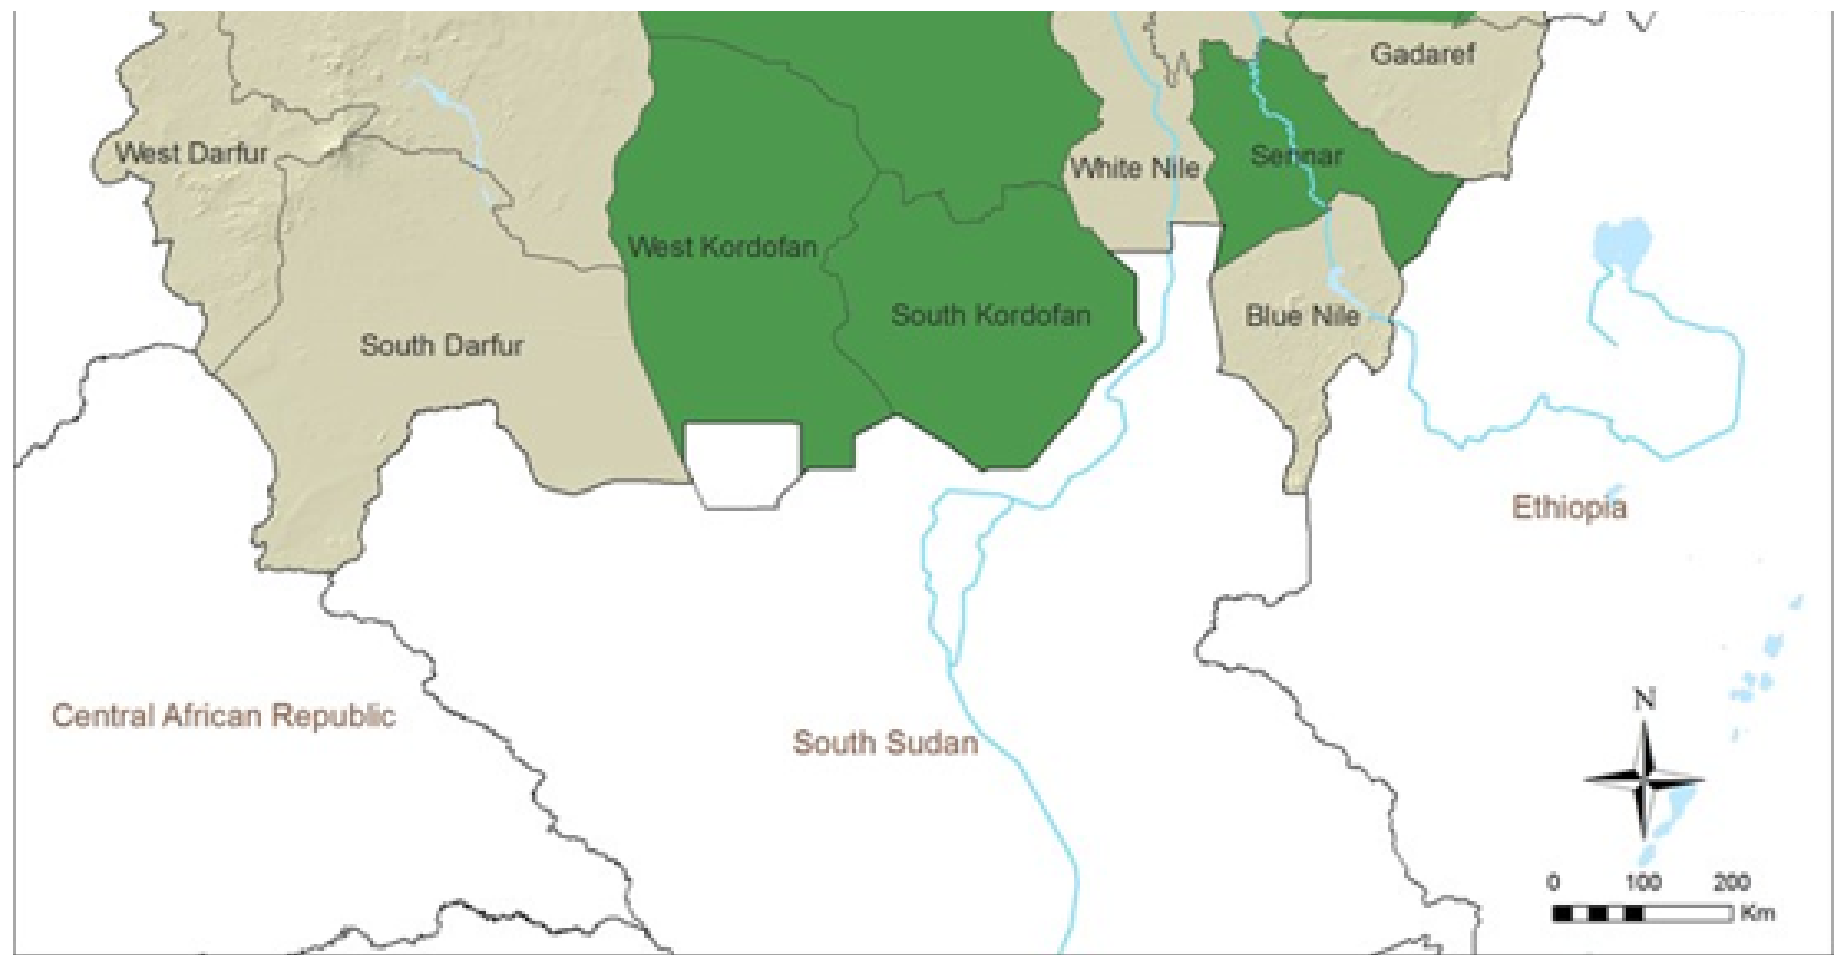 Gadaref
West Darfur
Sennar
White Nile
West Kordofan
South Kordofan
Blue Nile
South Darfur
Ethiopia
N
Central African Republic
South Sudan
0 100 200
Km